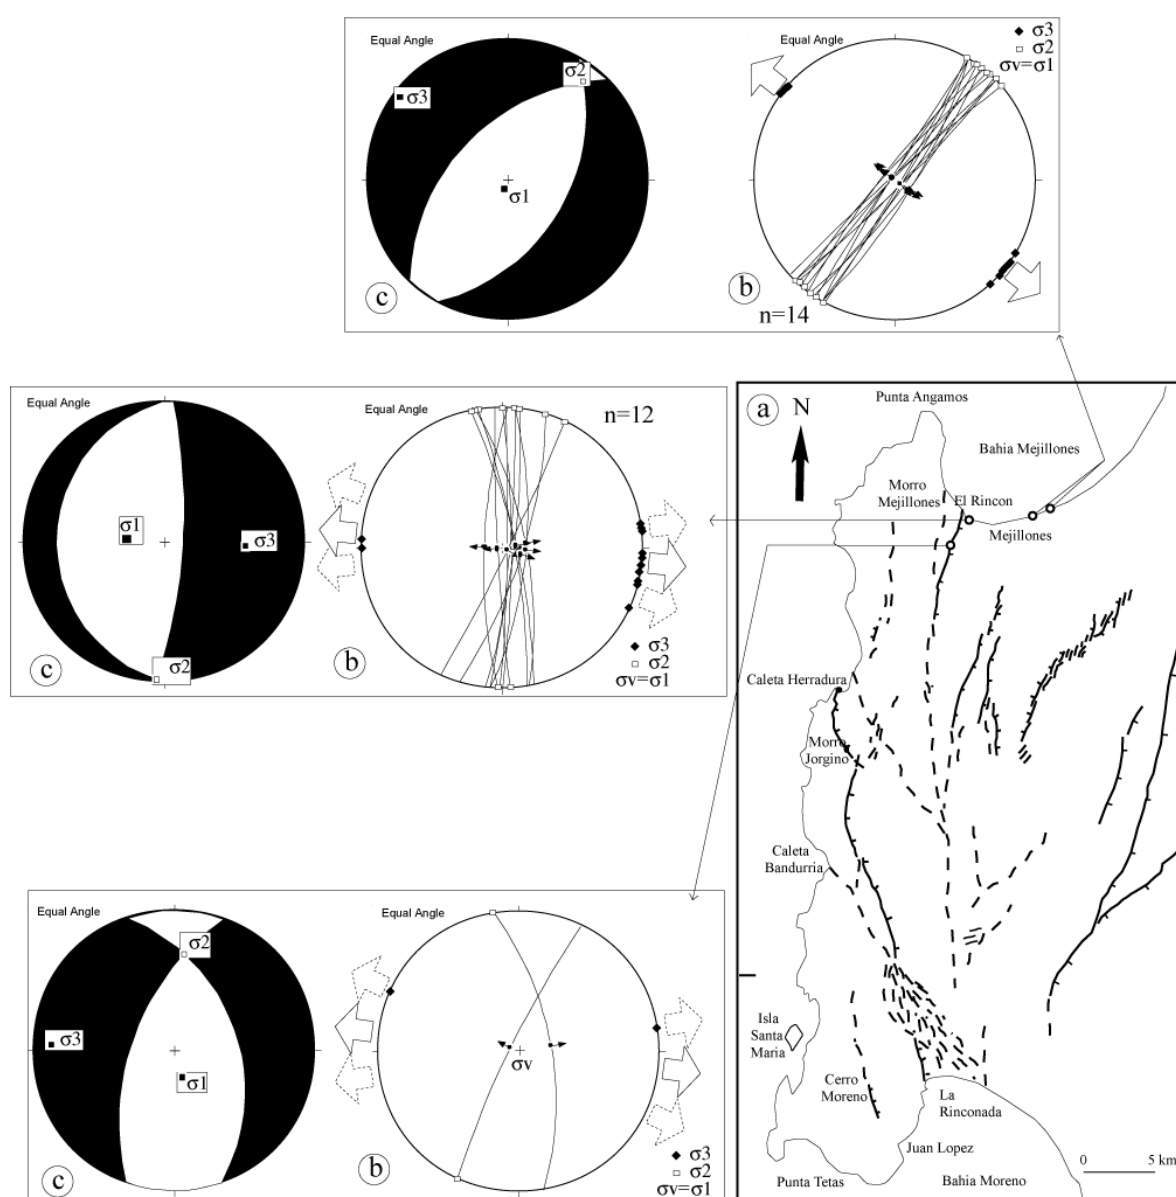 Equal Angle
σ2
σ3
σ1
c
Equal Angle
σ3
σ2
σv=σ1
b
n=14
Equal Angle
σ1
σ3
σ2
c
Equal Angle
n=12
b
σ3
σ2
σv=σ1
Equal Angle
σ2
σ3
σ1
c
Equal Angle
σv
b
σ3
σ2
σv=σ1
a
N
Punta Angamos
Bahia Mejillones
Morro
Mejillones
El Rincon
Mejillones
Caleta Herradura
Morro
Jorgino
Caleta
Bandurria
Isla
Santa
Maria
Cerro
Moreno
La
Rinconada
Juan Lopez
Punta Tetas
Bahia Moreno
0 5 km